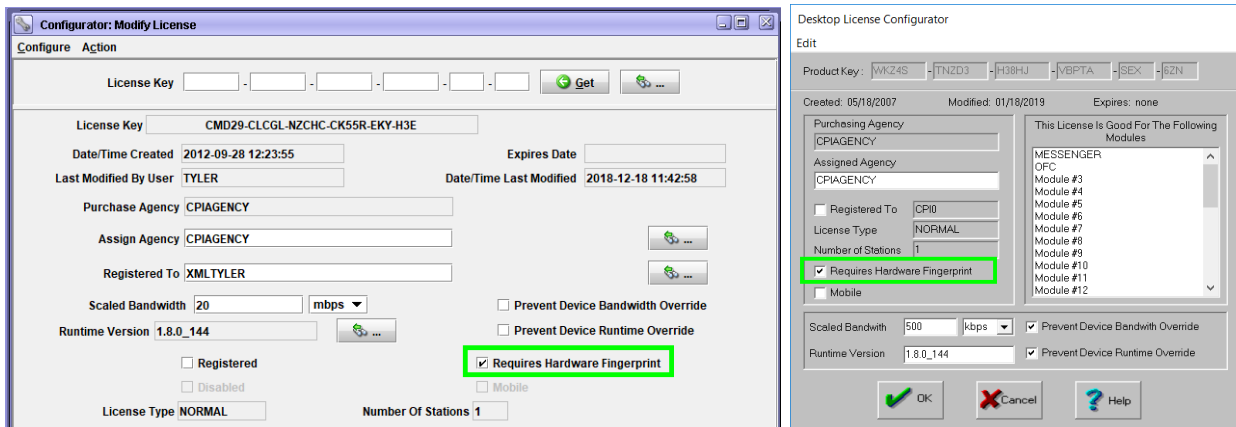 Configurator: Modify License
Configure Action
License Key - - - - - Get ...
License Key CMD29-CLCGL-NZCHC-CK55R-EKY-H3E
Date/Time Created 2012-09-28 12:23:55 Expires Date
Last Modified By User TYLER Date/Time Last Modified 2018-12-18 11:42:58
Purchase Agency CPIAGENCY
Assign Agency CPIAGENCY ...
Registered To XMLTYLER ...
Scaled Bandwidth 20 mbps Prevent Device Bandwidth Override
Runtime Version 1.8.0_144 ... Prevent Device Runtime Override
Registered Requires Hardware Fingerprint
Disabled Mobile
License Type NORMAL Number Of Stations 1
Desktop License Configurator
Edit
Product Key: WKZ4S - TNZD3 - H38HJ - VBPTA - SEX - 6ZN
Created: 05/18/2007 Modified: 01/18/2019 Expires: none
Purchasing Agency
CPIAGENCY
Assigned Agency
CPIAGENCY
Registered To CPI0
License Type NORMAL
Number of Stations 1
Requires Hardware Fingerprint
Mobile
This License Is Good For The Following
Modules
MESSENGER
OFC
Module #3
Module #4
Module #5
Module #6
Module #7
Module #8
Module #9
Module #10
Module #11
Module #12
Scaled Bandwith 500 kbps Prevent Device Bandwith Override
Runtime Version 1.8.0_144 Prevent Device Runtime Override
OK Cancel Help